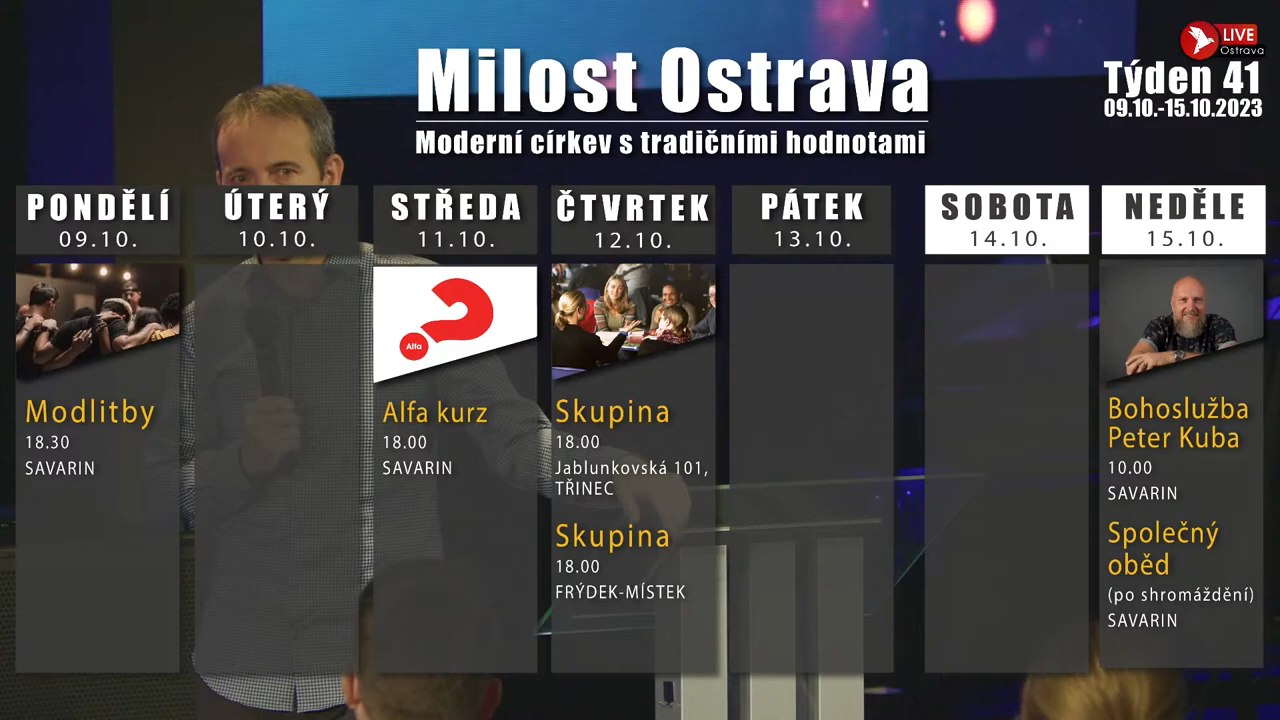 LIVE
Ostrava
Milost Ostrava
Moderní církev s tradičními hodnotami
Týden 41
09.10.-15.10.2023
PONDĚLÍ
09.10.
Modlitby
18.30
SAVARIN
ÚTERÝ
10.10.
STŘEDA
11.10.
Alfa
Alfa kurz
18.00
SAVARIN
ČTVRTEK
12.10.
Skupina
18.00
Jablunkovská 101,
TŘINEC
Skupina
18.00
FRÝDEK-MÍSTEK
PÁTEK
13.10.
SOBOTA
14.10.
NEDĚLE
15.10.
Bohoslužba
Peter Kuba
10.00
SAVARIN
Společný
oběd
(po shromáždění)
SAVARIN